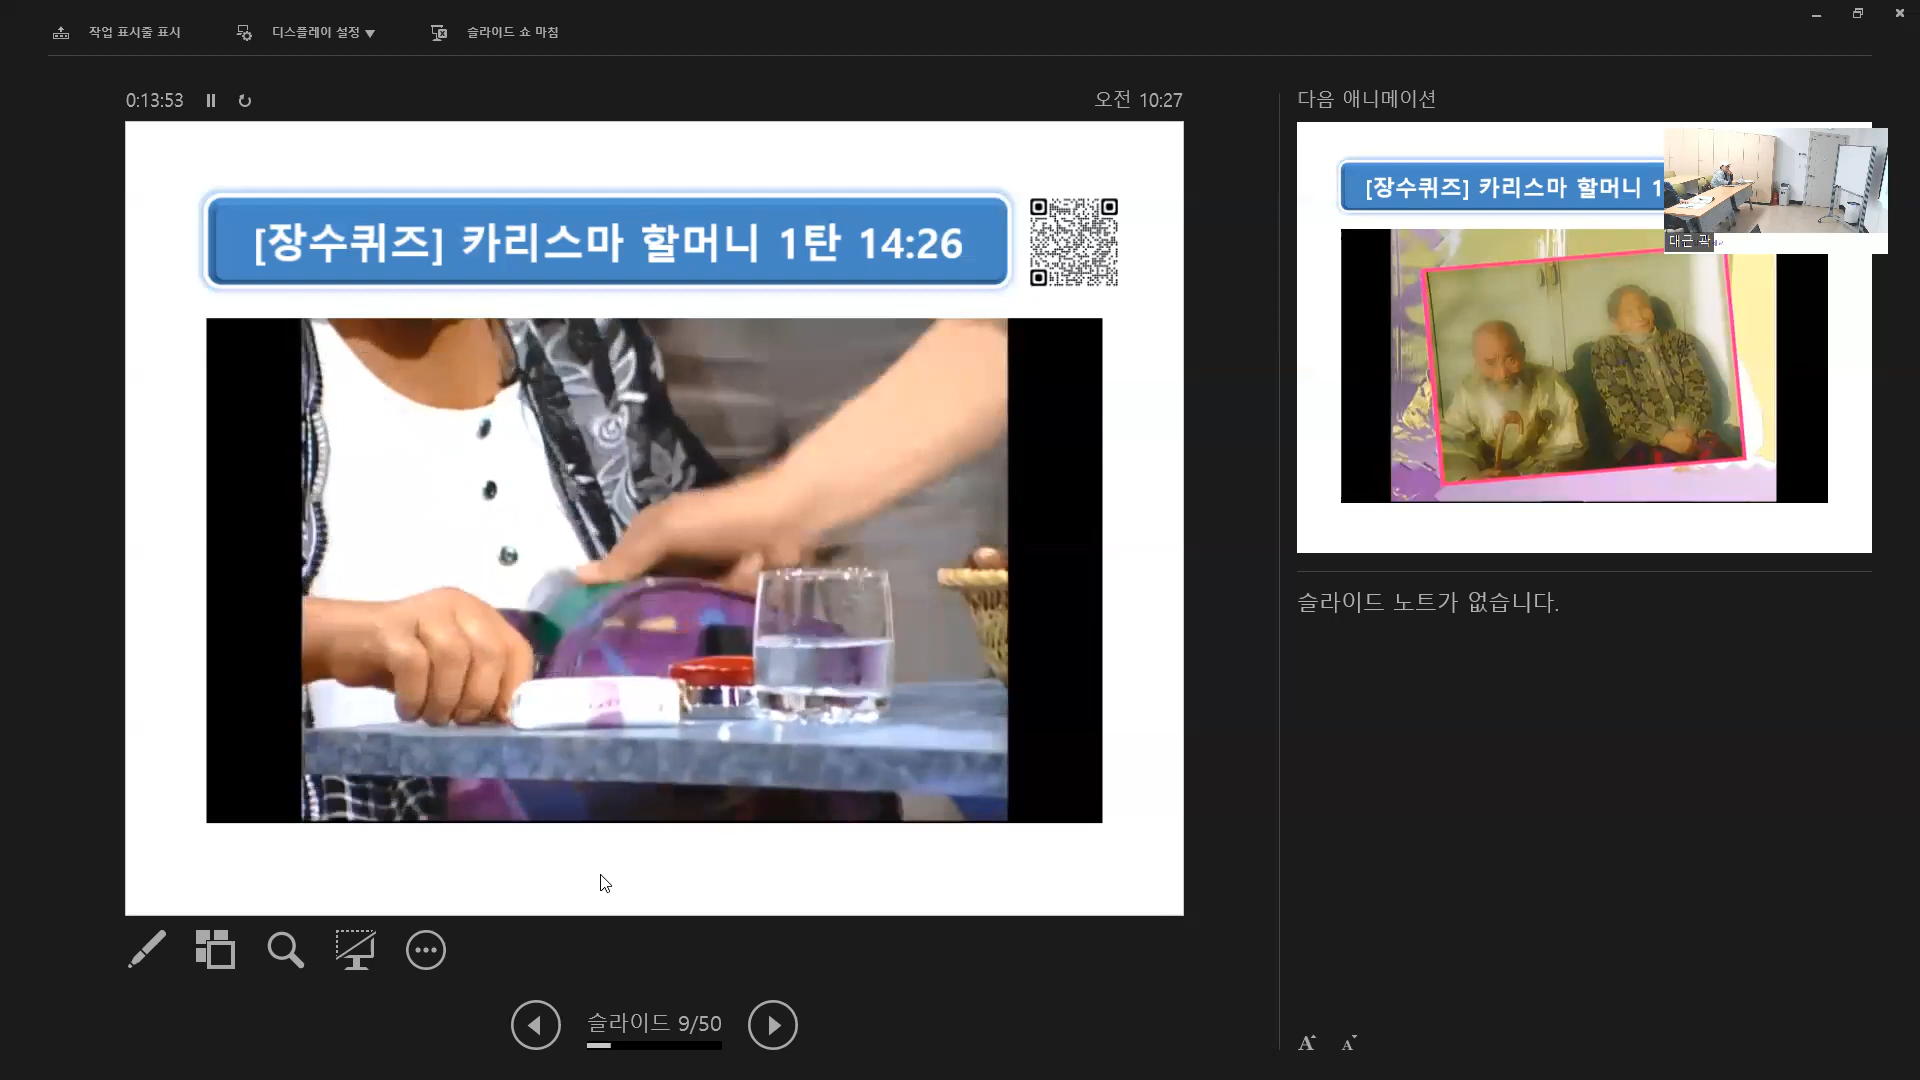 작업 표시줄 표시
디스플레이 설정 ▼
슬라이드 쇼 마침
0:13:53
오전 10:27
다음 애니메이션
[장수퀴즈] 카리스마 할머니 1탄 14:26
[장수퀴즈] 카리스마 할머니 1
대근 곽
슬라이드 노트가 없습니다.
슬라이드 9/50
A
A